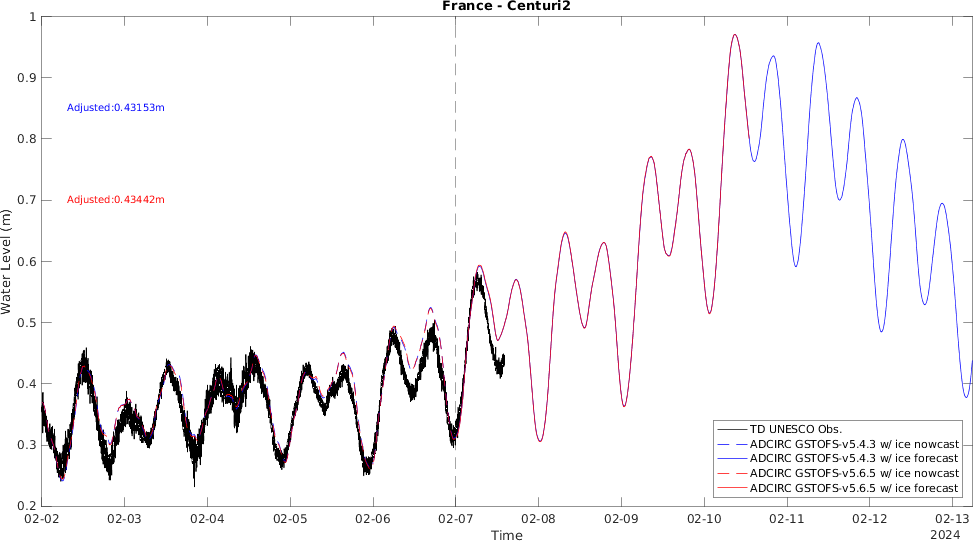 France - Centuri2
1
0.9
0.8
0.7
0.6
0.5
0.4
0.3
0.2
Water Level (m)
Adjusted:0.43153m
Adjusted:0.43442m
TD UNESCO Obs.
ADCIRC GSTOFS-v5.4.3 w/ ice nowcast
ADCIRC GSTOFS-v5.4.3 w/ ice forecast
ADCIRC GSTOFS-v5.6.5 w/ ice nowcast
ADCIRC GSTOFS-v5.6.5 w/ ice forecast
02-02 02-03 02-04 02-05 02-06 02-07 02-08 02-09 02-10 02-11 02-12 02-13
2024
Time